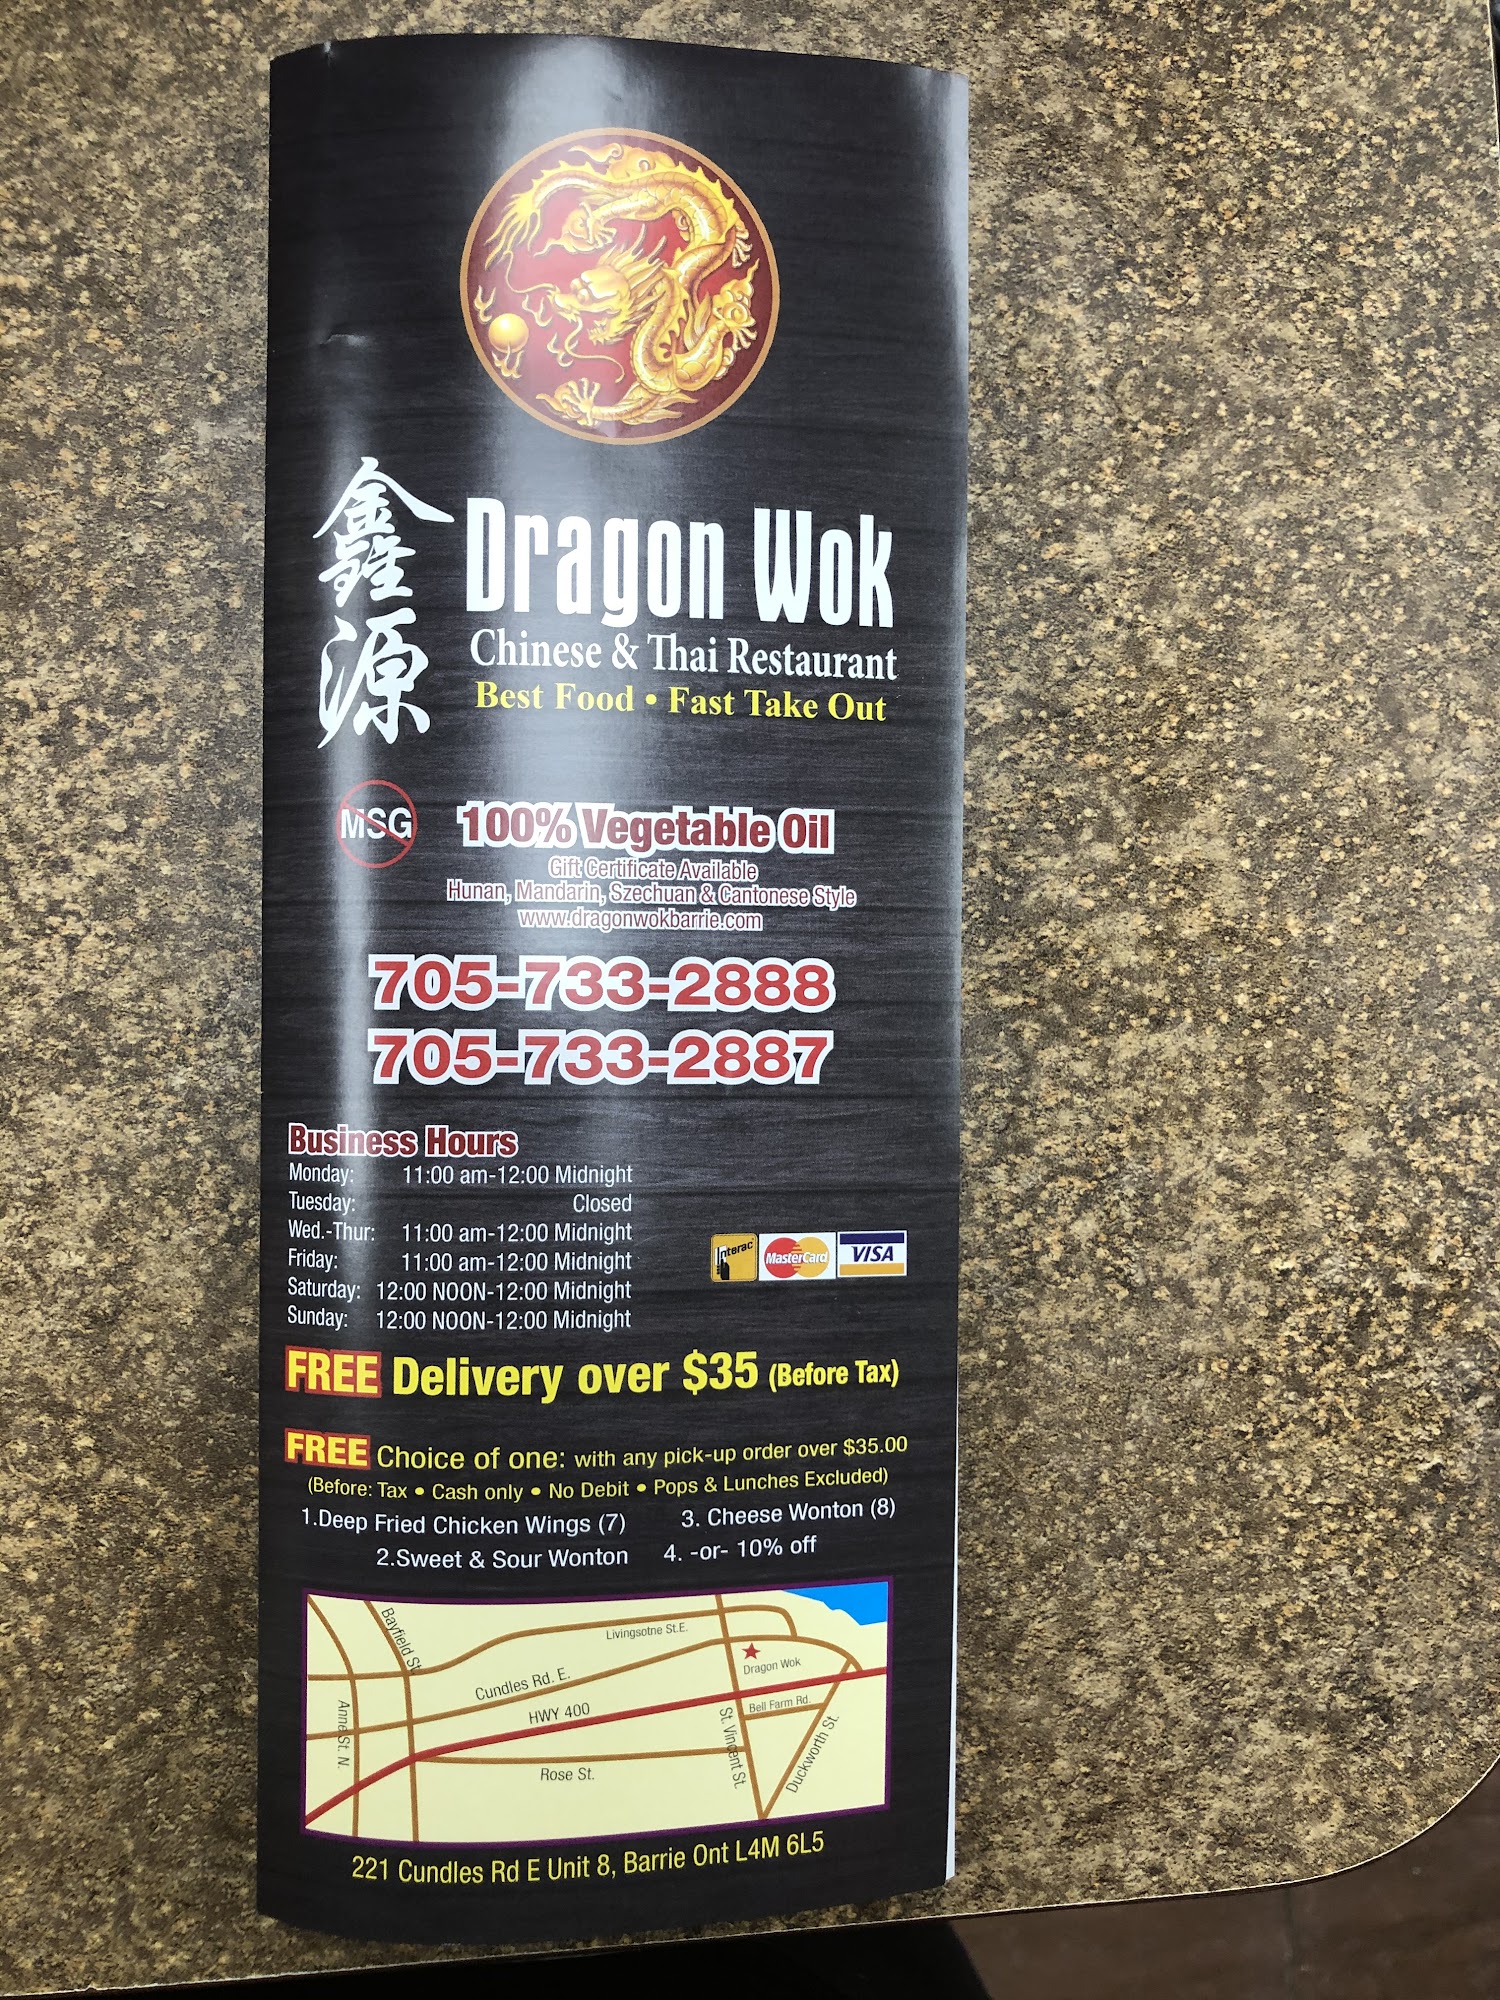 鑫源
Dragon Wok
Chinese & Thai Restaurant
Best Food • Fast Take Out
MSG
100% Vegetable Oil
Gift Certificate Available
Hunan, Mandarin, Szechuan & Cantonese Style
www.dragonwokbarrie.com
705-733-2888
705-733-2887
Business Hours
Monday: 11:00 am-12:00 Midnight
Tuesday: Closed
Wed.-Thur: 11:00 am-12:00 Midnight
Friday: 11:00 am-12:00 Midnight
Saturday: 12:00 NOON-12:00 Midnight
Sunday: 12:00 NOON-12:00 Midnight
Interac
MasterCard
VISA
FREE Delivery over $35 (Before Tax)
FREE Choice of one: with any pick-up order over $35.00
(Before: Tax • Cash only • No Debit • Pops & Lunches Excluded)
1.Deep Fried Chicken Wings (7) 3. Cheese Wonton (8)
2.Sweet & Sour Wonton 4. -or- 10% off
Bayfield St.
Livingsotne St.E.
Dragon Wok
Cundles Rd. E.
HWY 400
Anne St. N.
Bell Farm Rd.
St. Vincent St.
Duckworth St.
Rose St.
221 Cundles Rd E Unit 8, Barrie Ont L4M 6L5